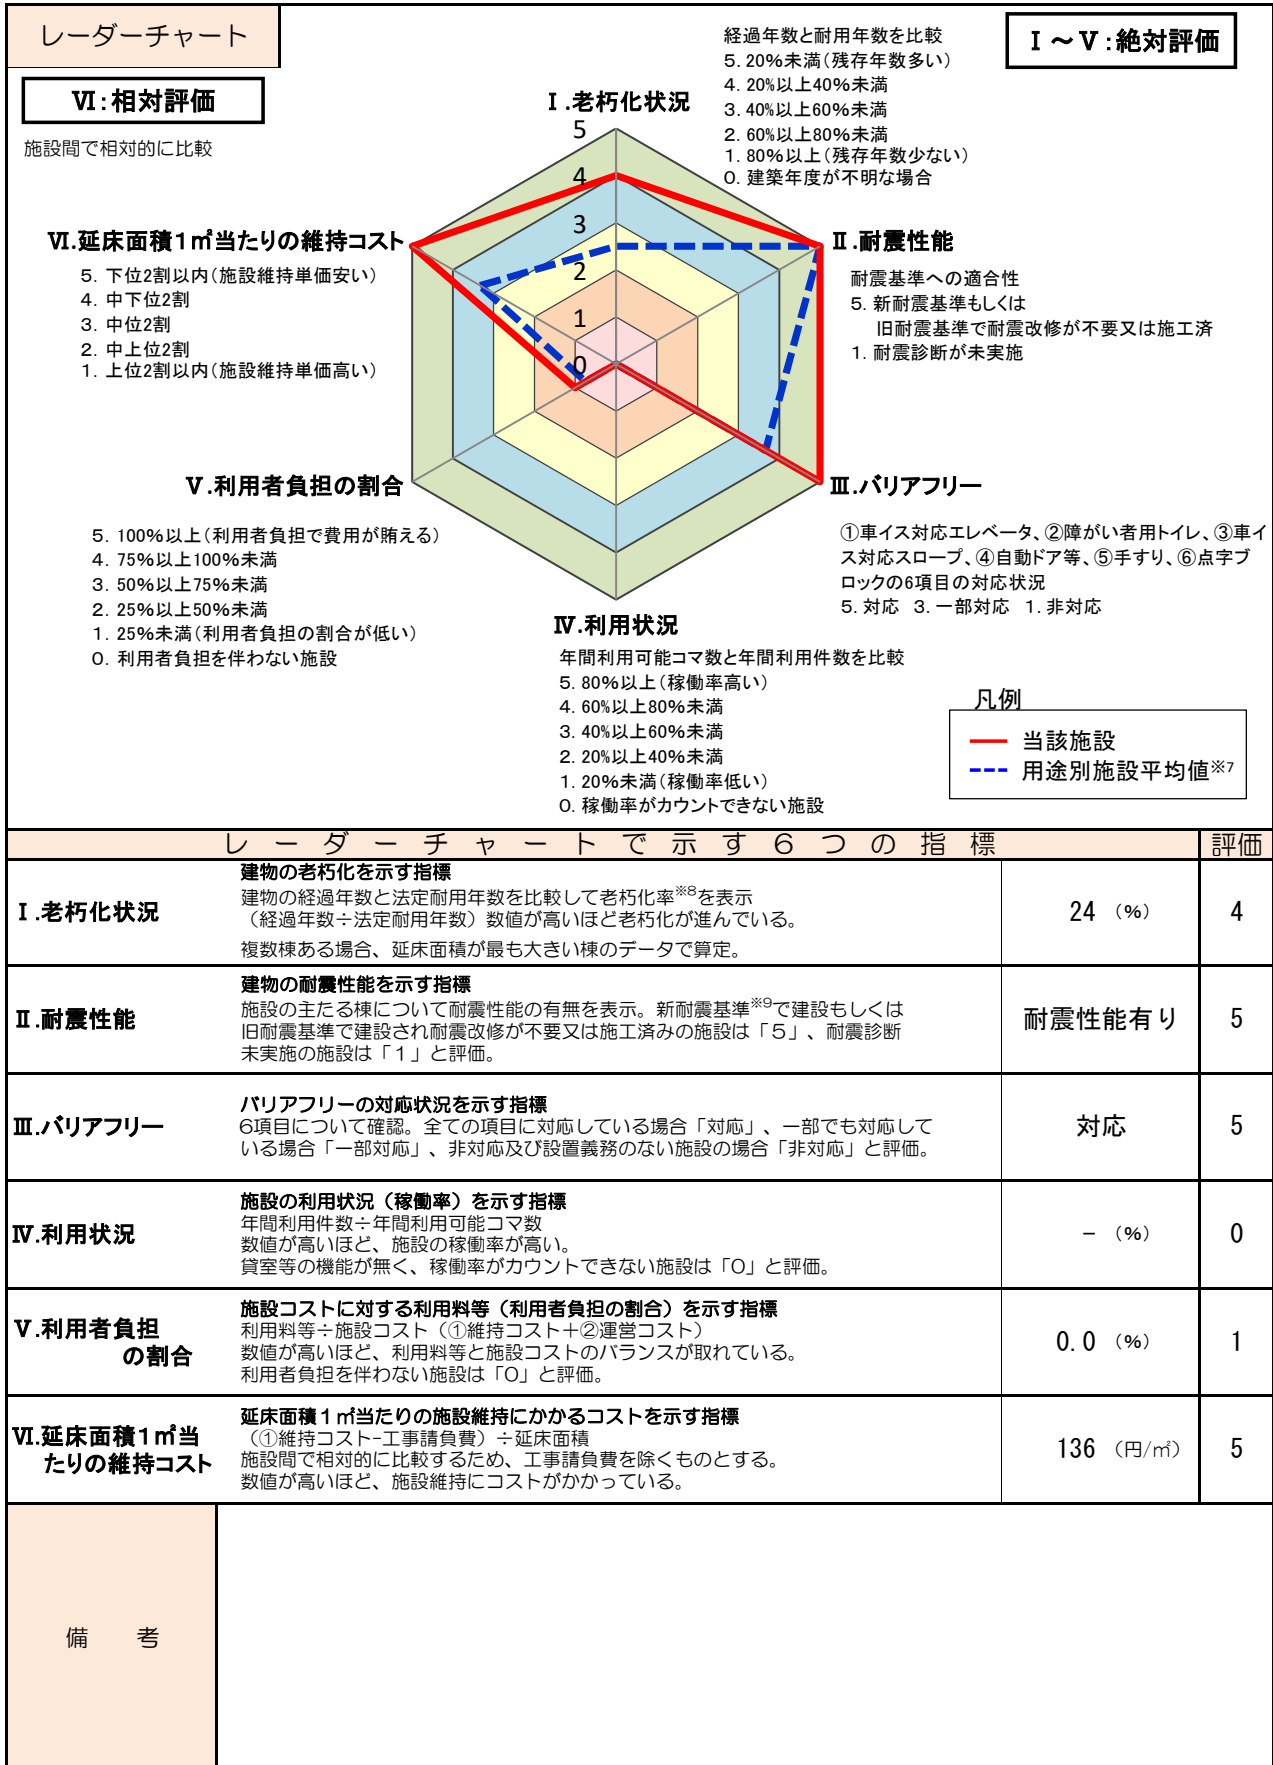 レーダーチャート
Ⅵ:相対評価
施設間で相対的に比較
Ⅰ～Ⅴ:絶対評価
Ⅰ.老朽化状況
経過年数と耐用年数を比較
5. 20%未満(残存年数多い)
4. 20%以上40%未満
3. 40%以上60%未満
2. 60%以上80%未満
1. 80%以上(残存年数少ない)
0. 建築年度が不明な場合
5
4
3
2
1
0
Ⅱ.耐震性能
耐震基準への適合性
5. 新耐震基準もしくは
旧耐震基準で耐震改修が不要又は施工済
1. 耐震診断が未実施
Ⅲ.バリアフリー
①車イス対応エレベータ、②障がい者用トイレ、③車イ
ス対応スロープ、④自動ドア等、⑤手すり、⑥点字ブ
ロックの6項目の対応状況
5. 対応 3. 一部対応 1. 非対応
Ⅳ.利用状況
年間利用可能コマ数と年間利用件数を比較
5. 80%以上(稼働率高い)
4. 60%以上80%未満
3. 40%以上60%未満
2. 20%以上40%未満
1. 20%未満(稼働率低い)
0. 稼働率がカウントできない施設
Ⅴ.利用者負担の割合
5. 100%以上(利用者負担で費用が賄える)
4. 75%以上100%未満
3. 50%以上75%未満
2. 25%以上50%未満
1. 25%未満(利用者負担の割合が低い)
0. 利用者負担を伴わない施設
Ⅵ.延床面積1㎡当たりの維持コスト
5. 下位2割以内(施設維持単価安い)
4. 中下位2割
3. 中位2割
2. 中上位2割
1. 上位2割以内(施設維持単価高い)
凡例
当該施設
用途別施設平均値※7
レーダーチャートで示す6つの指標 評価
Ⅰ.老朽化状況
建物の老朽化を示す指標
建物の経過年数と法定耐用年数を比較して老朽化率※8を表示
(経過年数÷法定耐用年数)数値が高いほど老朽化が進んでいる。
複数棟ある場合、延床面積が最も大きい棟のデータで算定。
24 (%) 4
Ⅱ.耐震性能
建物の耐震性能を示す指標
施設の主たる棟について耐震性能の有無を表示。新耐震基準※9で建設もしくは
旧耐震基準で建設され耐震改修が不要又は施工済みの施設は「5」、耐震診断
未実施の施設は「1」と評価。
耐震性能有り 5
Ⅲ.バリアフリー
バリアフリーの対応状況を示す指標
6項目について確認。全ての項目に対応している場合「対応」、一部でも対応して
いる場合「一部対応」、非対応及び設置義務のない施設の場合「非対応」と評価。
対応 5
Ⅳ.利用状況
施設の利用状況(稼働率)を示す指標
年間利用件数÷年間利用可能コマ数
数値が高いほど、施設の稼働率が高い。
貸室等の機能が無く、稼働率がカウントできない施設は「0」と評価。
- (%) 0
Ⅴ.利用者負担
の割合
施設コストに対する利用料等(利用者負担の割合)を示す指標
利用料等÷施設コスト(①維持コスト+②運営コスト)
数値が高いほど、利用料等と施設コストのバランスが取れている。
利用者負担を伴わない施設は「0」と評価。
0.0 (%) 1
Ⅵ.延床面積1㎡当
たりの維持コスト
延床面積1㎡当たりの施設維持にかかるコストを示す指標
(①維持コスト-工事請負費)÷延床面積
施設間で相対的に比較するため、工事請負費を除くものとする。
数値が高いほど、施設維持にコストがかかっている。
136 (円/㎡) 5
備 考